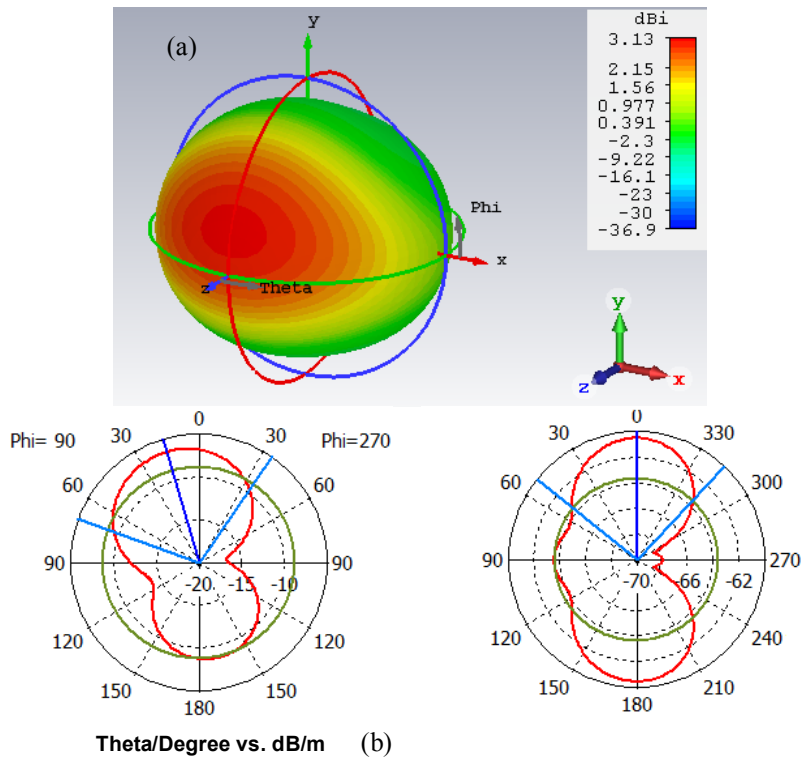 (a)
dBi
3.13
2.15
1.56
0.977
0.391
-2.3
-9.22
-16.1
-23
-30
-36.9
y
Phi
x
z
Theta
y
z
x
0
Phi= 90
30
30
Phi=270
60
60
90
-20
-15
-10
90
120
120
150
150
180
0
30
330
60
300
90
-70
-66
-62
270
120
240
150
210
180
Theta/Degree vs. dB/m
(b)